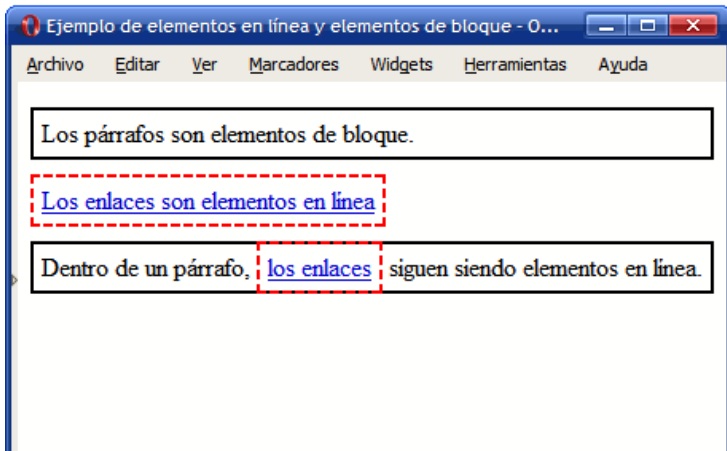 Ejemplo de elementos en línea y elementos de bloque - O...
Archivo Editar Ver Marcadores Widgets Herramientas Ayuda
Los párrafos son elementos de bloque.
Los enlaces son elementos en línea
Dentro de un párrafo, los enlaces siguen siendo elementos en línea.